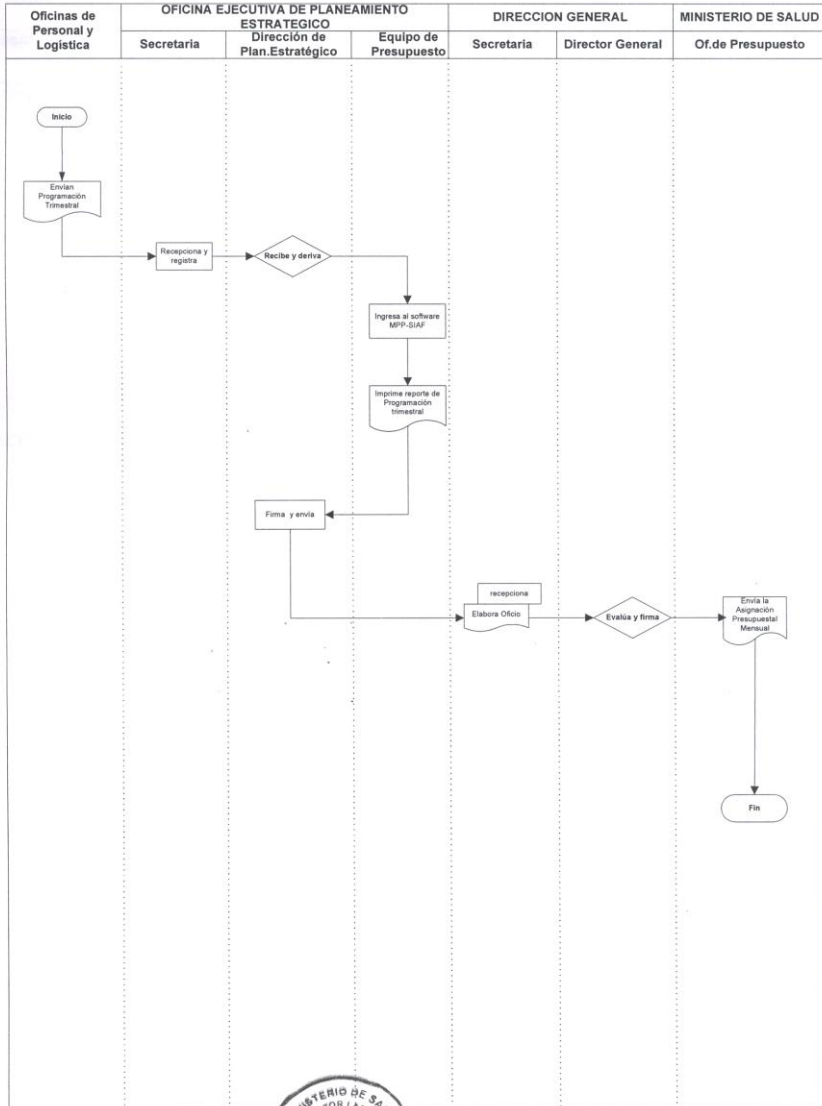 Oficinas de
Personal y
Logística
OFICINA EJECUTIVA DE PLANEAMIENTO
ESTRATEGICO
Secretaria
Dirección de
Plan.Estratégico
Equipo de
Presupuesto
DIRECCION GENERAL
Secretaria
Director General
MINISTERIO DE SALUD
Of.de Presupuesto
Inicio
Envían
Programación
Trimestral
Recepciona y
registra
Recibe y deriva
Ingresa al software
MPP-SIAF
Imprime reporte de
Programación
trimestral
Firma y envía
recepciona
Elabora Oficio
Evalúa y firma
Envía la
Asignación
Presupuestal
Mensual
Fin